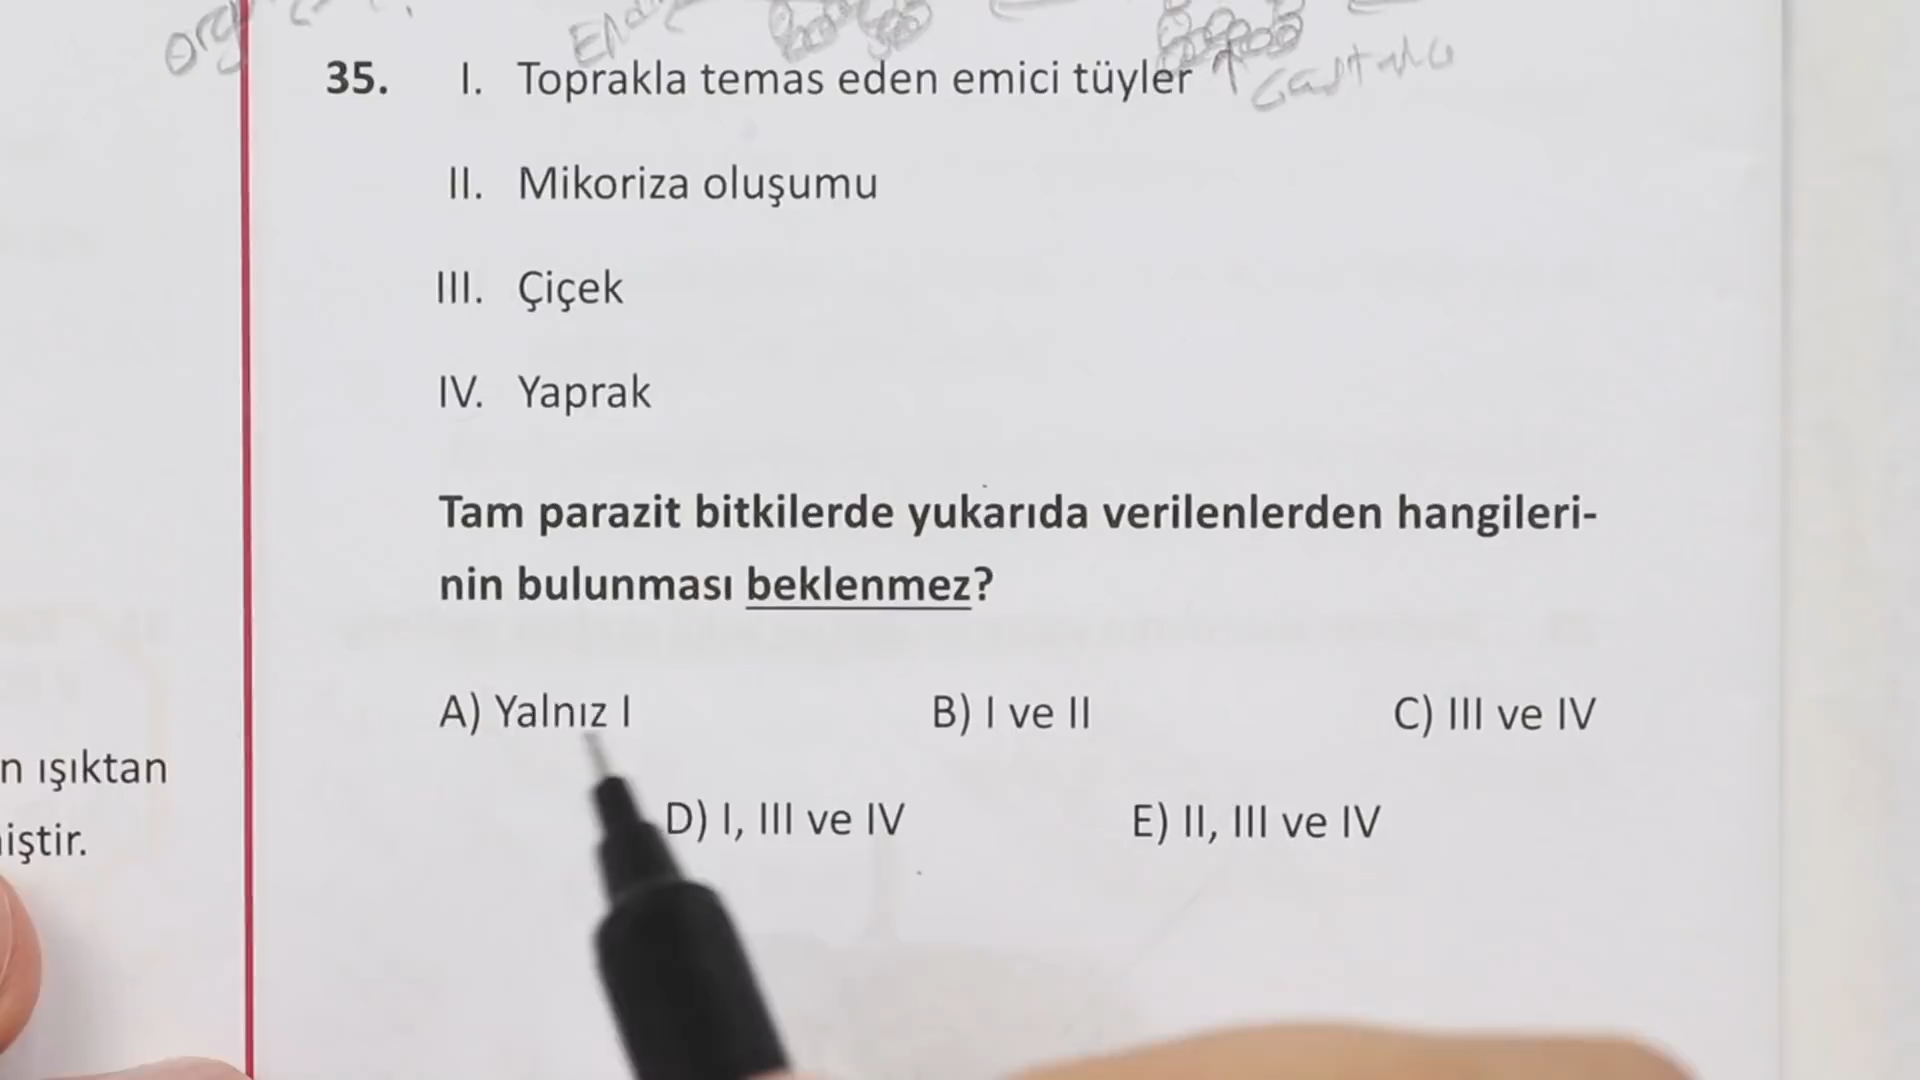 35. I. Toprakla temas eden emici tüyler
II. Mikoriza oluşumu
III. Çiçek
IV. Yaprak
Tam parazit bitkilerde yukarıda verilenlerden hangileri-
nin bulunması beklenmez?
A) Yalnız I B) I ve II C) III ve IV
D) I, III ve IV E) II, III ve IV
n ışıktan
iştir.